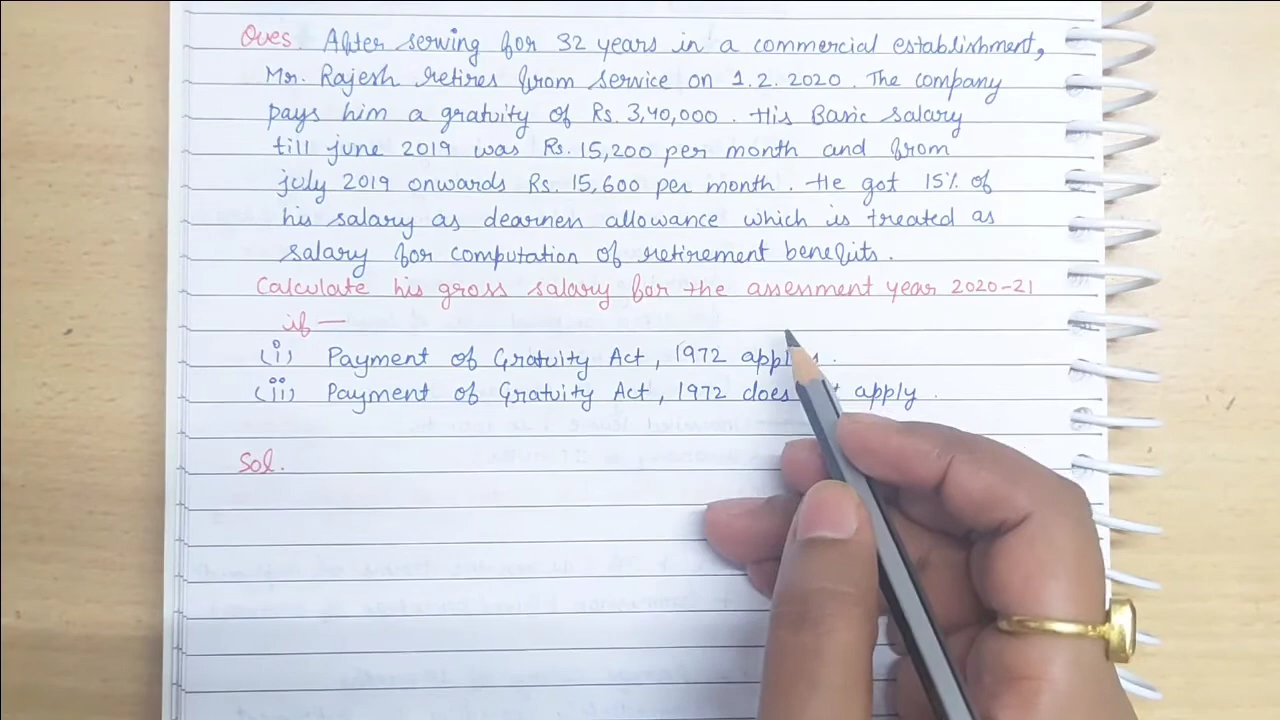 Ques. After serving for 32 years in a commercial establishment,
Mr. Rajesh retires from service on 1.2.2020. The company
pays him a gratuity of Rs. 3,40,000. His Basic salary
till june 2019 was Rs. 15,200 per month and from
july 2019 onwards Rs. 15,600 per month. He got 15% of
his salary as dearness allowance which is treated as
salary for computation of retirement benefits.
Calculate his gross salary for the assessment year 2020-21
if —
(i) Payment of Gratuity Act, 1972 applies.
(ii) Payment of Gratuity Act, 1972 does apply.
Sol.